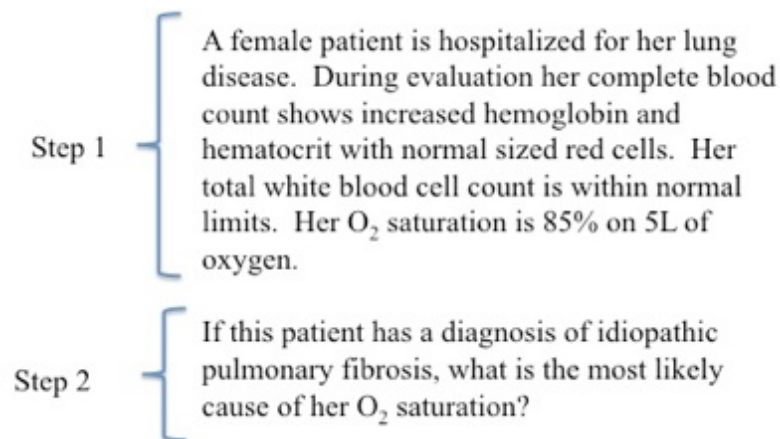 A female patient is hospitalized for her lung
disease.  During evaluation her complete blood
count shows increased hemoglobin and
Step 1
hematocrit with normal sized red cells.  Her
total white blood cell count is within normal
limits.  Her O₂ saturation is 85% on 5L of
oxygen.
If this patient has a diagnosis of idiopathic
Step 2
pulmonary fibrosis, what is the most likely
cause of her O₂ saturation?